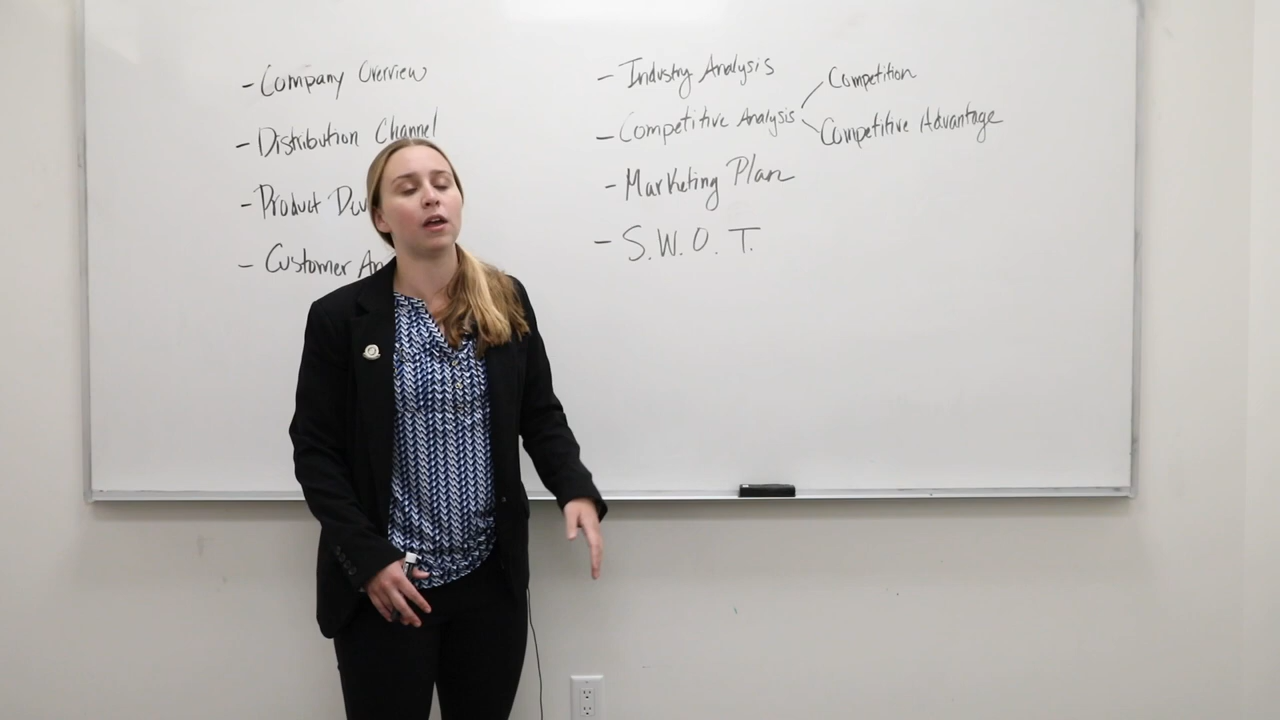 - Company Overview
- Distribution Channel
- Product
- Customer
- Industry Analysis
- Competitive Analysis
Competition
Competitive Advantage
- Marketing Plan
- S.W.O.T.